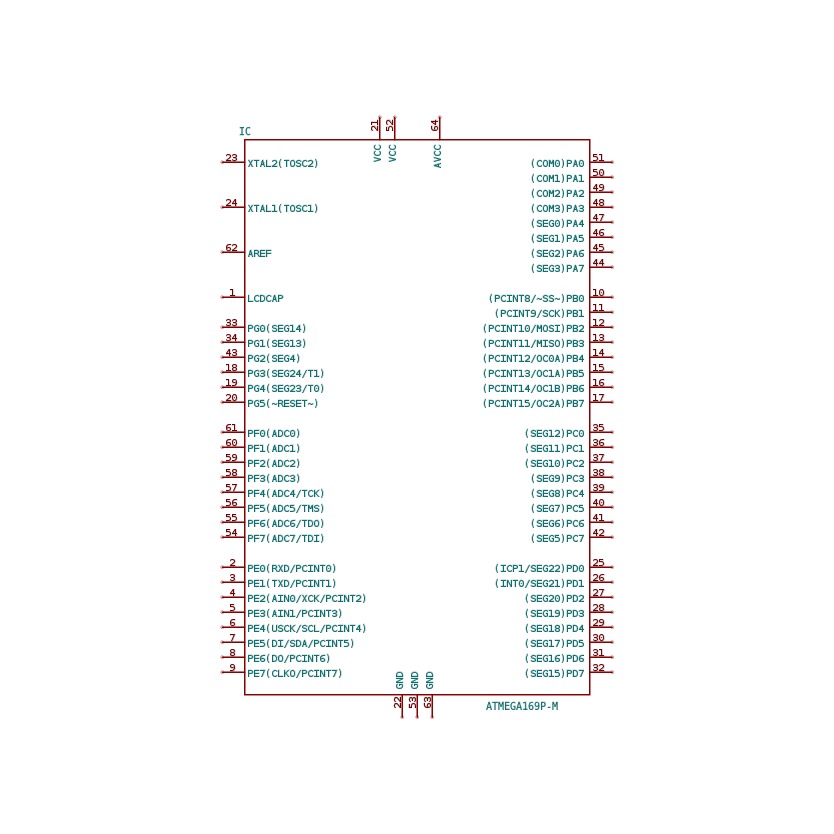 21 52 64
IC
VCC VCC AVCC
23 XTAL2(TOSC2) (COM0)PA0 51
(COM1)PA1 50
(COM2)PA2 49
24 XTAL1(TOSC1) (COM3)PA3 48
(SEG0)PA4 47
(SEG1)PA5 46
62 AREF (SEG2)PA6 45
(SEG3)PA7 44
1 LCDCAP (PCINT8/~SS~)PB0 10
(PCINT9/SCK)PB1 11
33 PG0(SEG14) (PCINT10/MOSI)PB2 12
34 PG1(SEG13) (PCINT11/MISO)PB3 13
43 PG2(SEG4) (PCINT12/OC0A)PB4 14
18 PG3(SEG24/T1) (PCINT13/OC1A)PB5 15
19 PG4(SEG23/T0) (PCINT14/OC1B)PB6 16
20 PG5(~RESET~) (PCINT15/OC2A)PB7 17
61 PF0(ADC0) (SEG12)PC0 35
60 PF1(ADC1) (SEG11)PC1 36
59 PF2(ADC2) (SEG10)PC2 37
58 PF3(ADC3) (SEG9)PC3 38
57 PF4(ADC4/TCK) (SEG8)PC4 39
56 PF5(ADC5/TMS) (SEG7)PC5 40
55 PF6(ADC6/TDO) (SEG6)PC6 41
54 PF7(ADC7/TDI) (SEG5)PC7 42
2 PE0(RXD/PCINT0) (ICP1/SEG22)PD0 25
3 PE1(TXD/PCINT1) (INT0/SEG21)PD1 26
4 PE2(AIN0/XCK/PCINT2) (SEG20)PD2 27
5 PE3(AIN1/PCINT3) (SEG19)PD3 28
6 PE4(USCK/SCL/PCINT4) (SEG18)PD4 29
7 PE5(DI/SDA/PCINT5) (SEG17)PD5 30
8 PE6(DO/PCINT6) (SEG16)PD6 31
9 PE7(CLKO/PCINT7) (SEG15)PD7 32
GND GND GND
22 53 63
ATMEGA169P-M